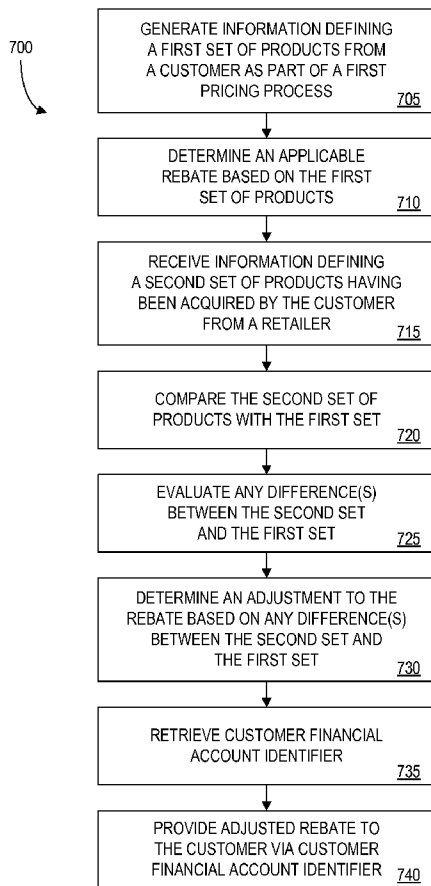 700
GENERATE INFORMATION DEFINING
A FIRST SET OF PRODUCTS FROM
A CUSTOMER AS PART OF A FIRST
PRICING PROCESS
705
DETERMINE AN APPLICABLE
REBATE BASED ON THE FIRST
SET OF PRODUCTS
710
RECEIVE INFORMATION DEFINING
A SECOND SET OF PRODUCTS HAVING
BEEN ACQUIRED BY THE CUSTOMER
FROM A RETAILER
715
COMPARE THE SECOND SET OF
PRODUCTS WITH THE FIRST SET
720
EVALUATE ANY DIFFERENCE(S)
BETWEEN THE SECOND SET
AND THE FIRST SET
725
DETERMINE AN ADJUSTMENT TO THE
REBATE BASED ON ANY DIFFERENCE(S)
BETWEEN THE SECOND SET AND
THE FIRST SET
730
RETRIEVE CUSTOMER FINANCIAL
ACCOUNT IDENTIFIER
735
PROVIDE ADJUSTED REBATE TO
THE CUSTOMER VIA CUSTOMER
FINANCIAL ACCOUNT IDENTIFIER
740